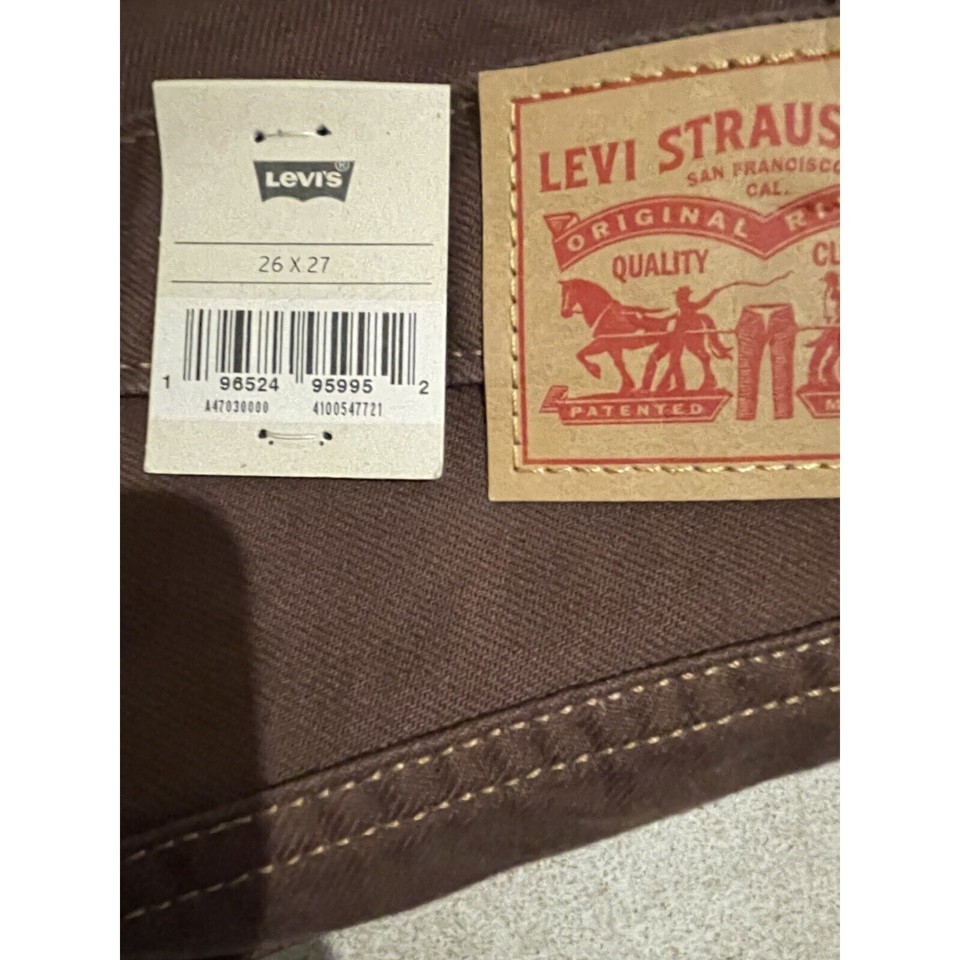 LEVI'S ®
26 X 27
1 96524 95995 2
A47030000 4100547721
LEVI STRAUS
SAN FRANCISCO
CAL.
ORIGINAL
QUALITY
PATENTED